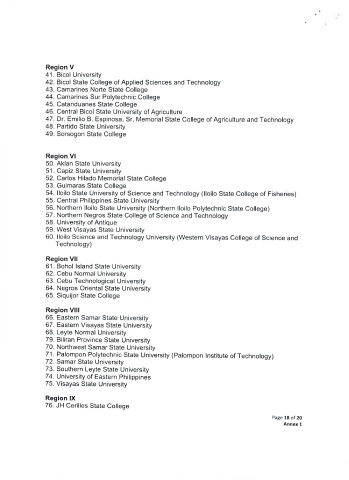 Region V
41. Bicol University
42. Bicol State College of Applied Sciences and Technology
43. Camarines Norte State College
44. Camarines Sur Polytechnic College
45. Catanduanes State College
46. Central Bicol State University of Agriculture
47. Dr. Emilio B. Espinosa, Sr. Memorial State College of Agriculture and Technology
48. Partido State University
49. Sorsogon State College
Region VI
50. Aklan State University
51. Capiz State University
52. Carlos Hilado Memorial State College
53. Guimaras State College
54. Iloilo State University of Science and Technology (Iloilo State College of Fisheries)
55. Central Philippines State University
56. Northern Iloilo State University (Northern Iloilo Polytechnic State College)
57. Northern Negros State College of Science and Technology
58. University of Antique
59. West Visayas State University
60. Iloilo Science and Technology University (Western Visayas College of Science and
Technology)
Region VII
61. Bohol Island State University
62. Cebu Normal University
63. Cebu Technological University
64. Negros Oriental State University
65. Siquijor State College
Region VIII
66. Eastern Samar State University
67. Eastern Visayas State University
68. Leyte Normal University
79. Biliran Province State University
70. Northwest Samar State University
71. Palompon Polytechnic State University (Palompon Institute of Technology)
72. Samar State University
73. Southern Leyte State University
74. University of Eastern Philippines
75. Visayas State University
Region IX
76. JH Cerilles State College
Page 18 of 20
Annex 1